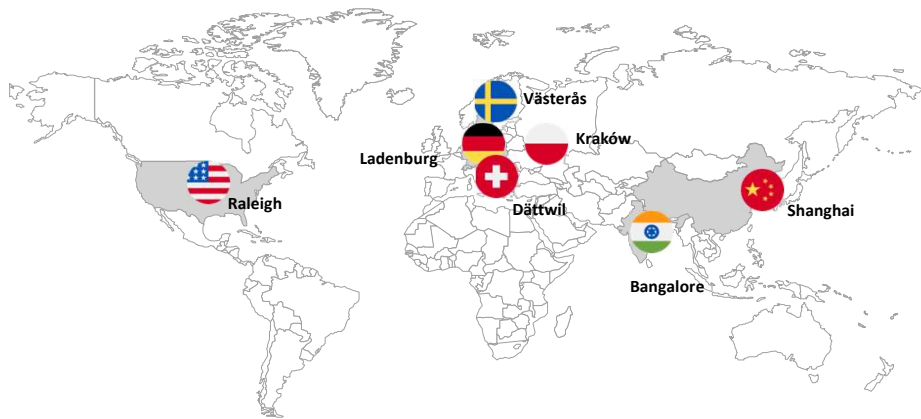 Västerås
Kraków
Ladenburg
Raleigh
Dättwil
Shanghai
Bangalore